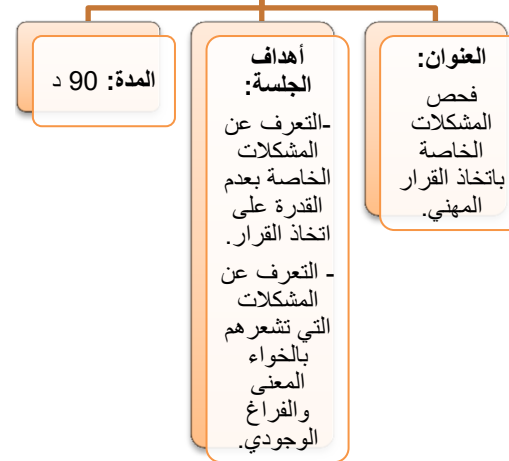 العنوان:
فحص
المشكلات
الخاصة
باتخاذ القرار
المهني.
أهداف
الجلسة:
-التعرف عن
المشكلات
الخاصة بعدم
القدرة على
اتخاذ القرار.
- التعرف عن
المشكلات
التي تشعرهم
بالخواء
المعنى
والفراغ
الوجودي.
المدة: 90 د